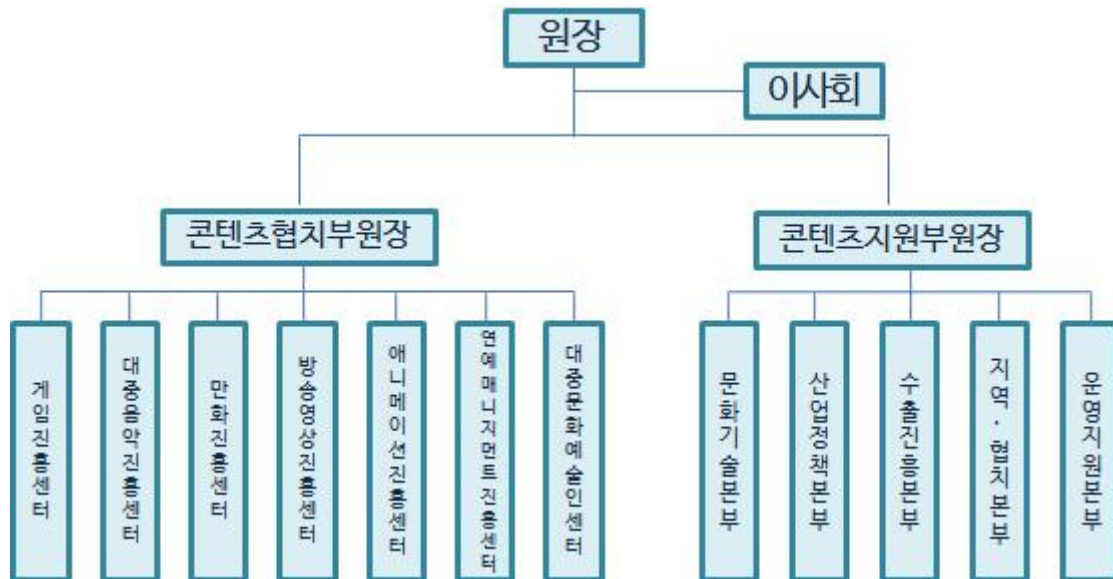 원장
이사회
콘텐츠협치부원장
콘텐츠지원부원장
게임진흥센터
대중음악진흥센터
만화진흥센터
방송영상진흥센터
애니메이션진흥센터
연예매니지먼트진흥센터
대중문화예술인센터
문화기술본부
산업정책본부
수출진흥본부
지역·협치본부
운영지원본부